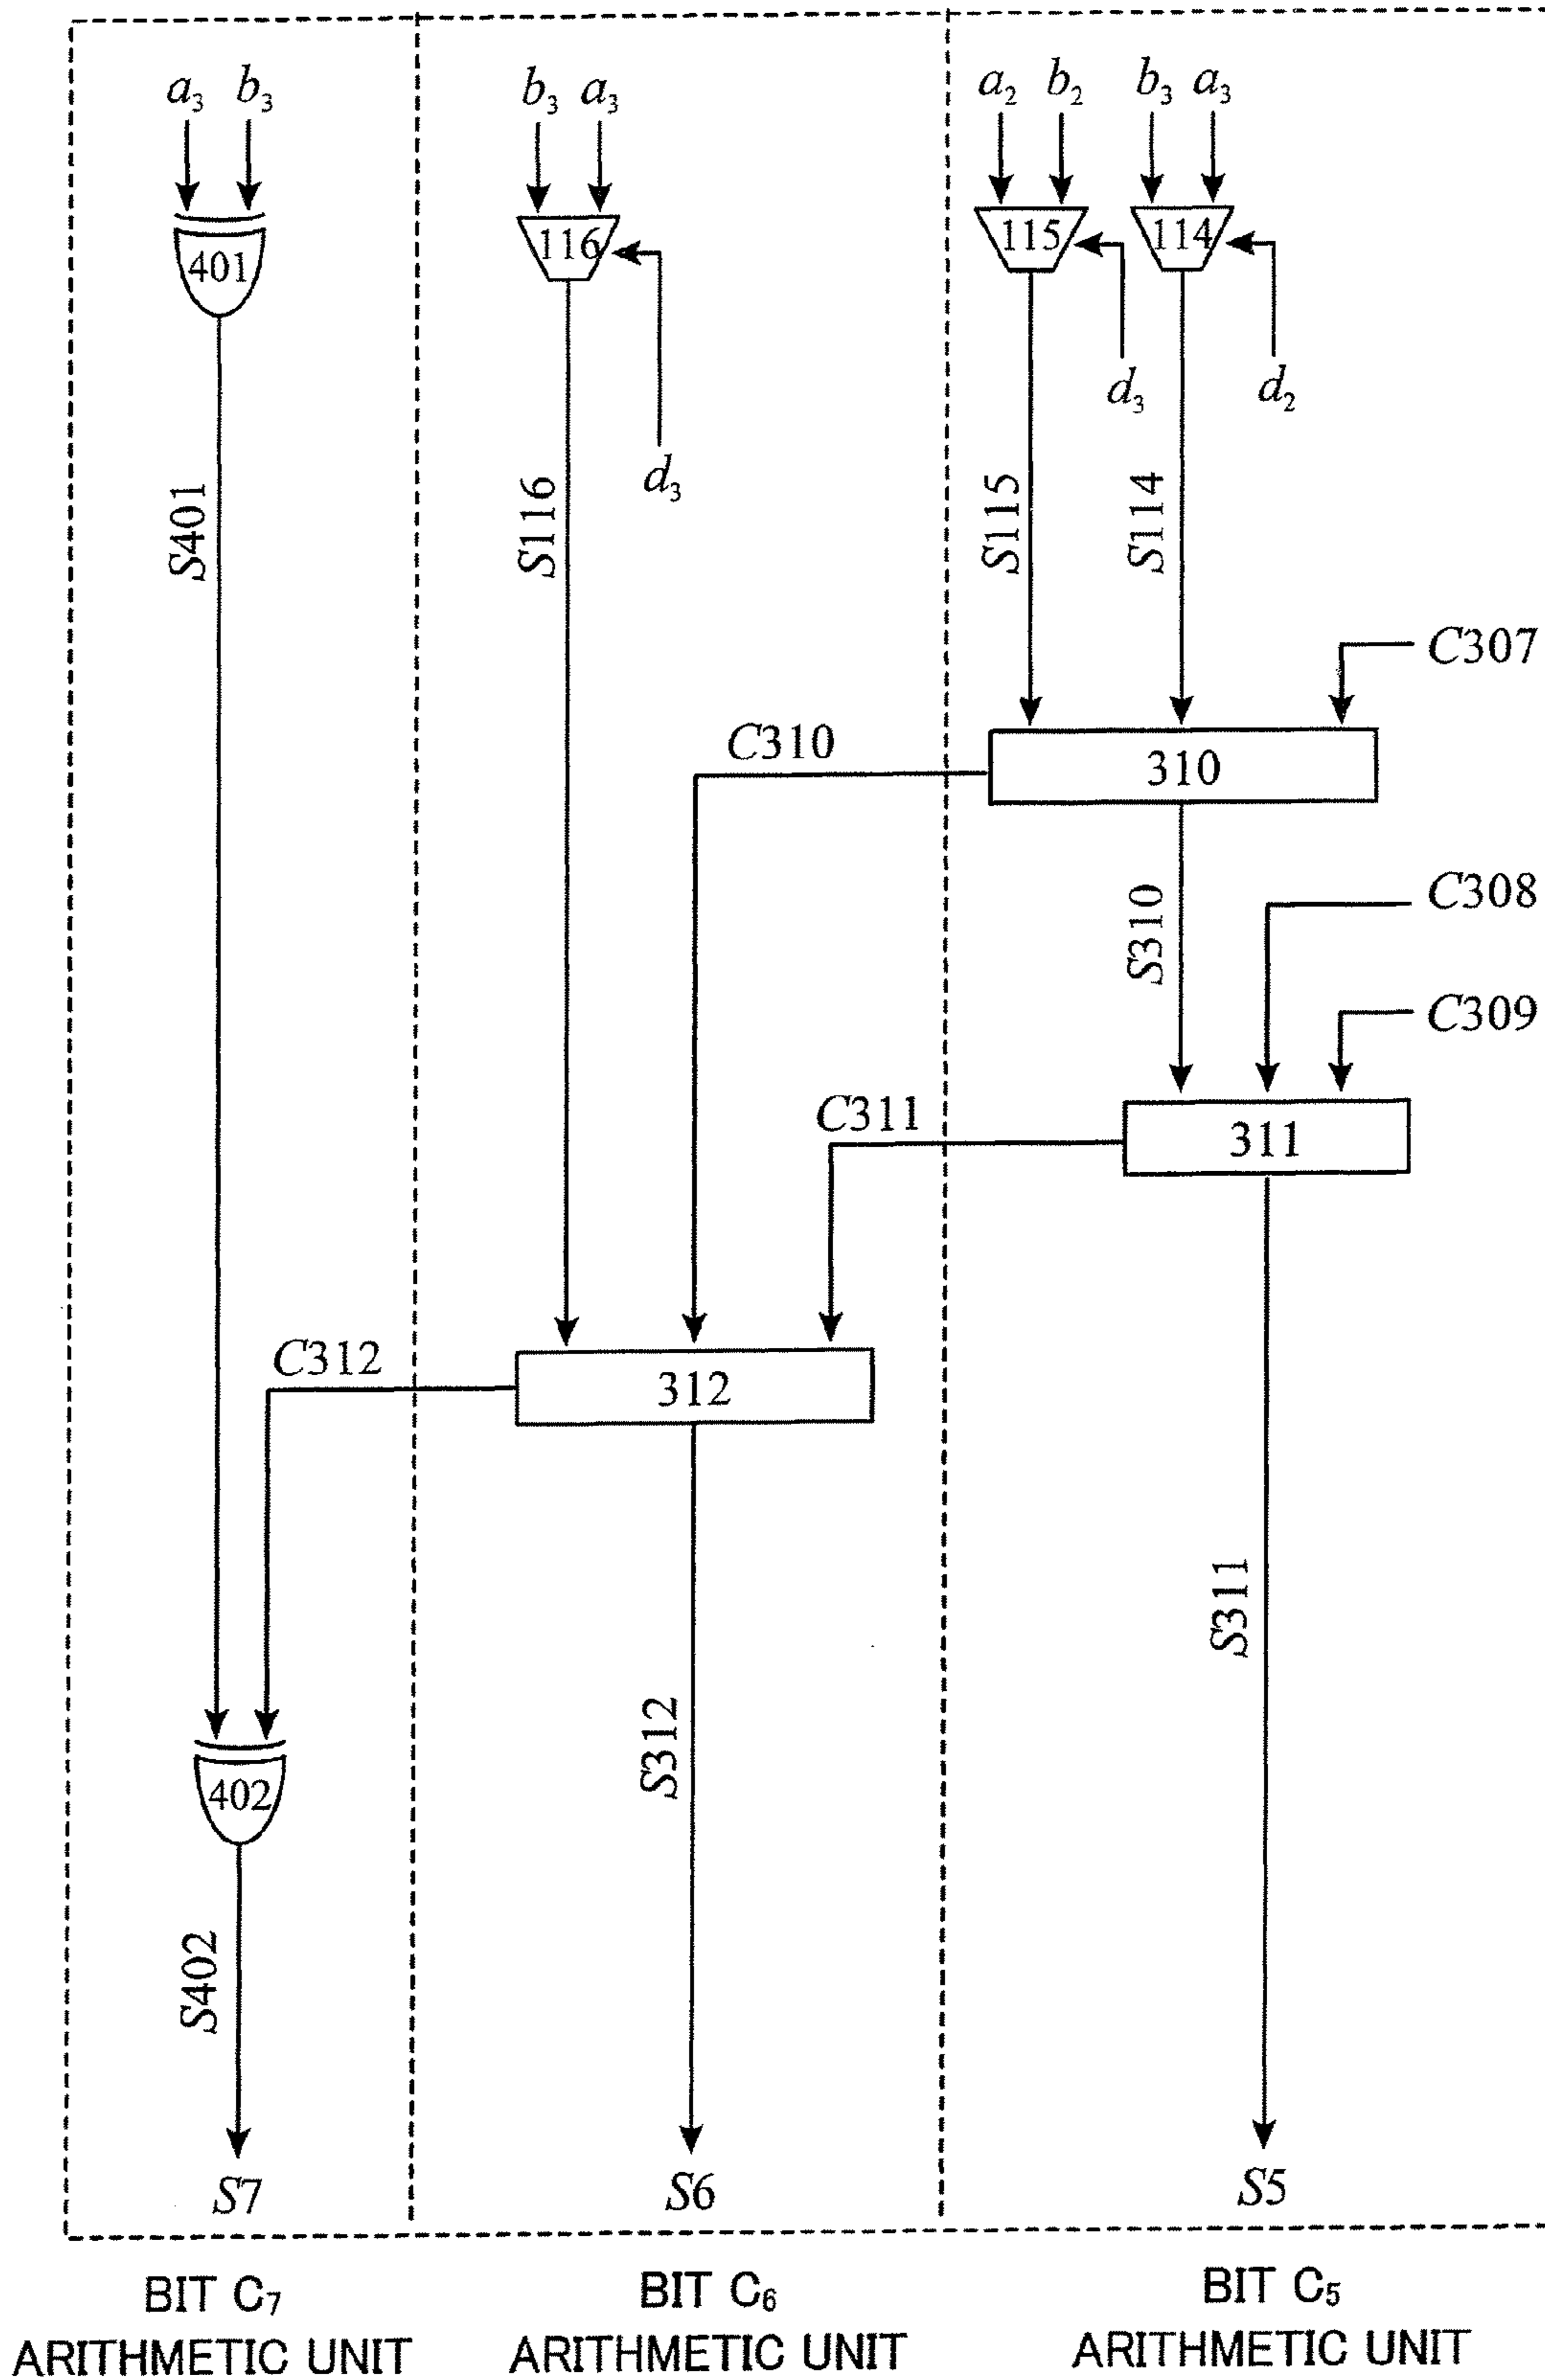 a₃ b₃
b₃ a₃
a₂ b₂ b₃ a₃
401
116
115
114
d₃
d₃
d₂
S401
S116
S115
S114
C307
C310
310
S310
C308
C309
C311
311
C312
312
S311
402
S312
S402
S7
S6
S5
BIT C₇
ARITHMETIC UNIT
BIT C₆
ARITHMETIC UNIT
BIT C₅
ARITHMETIC UNIT